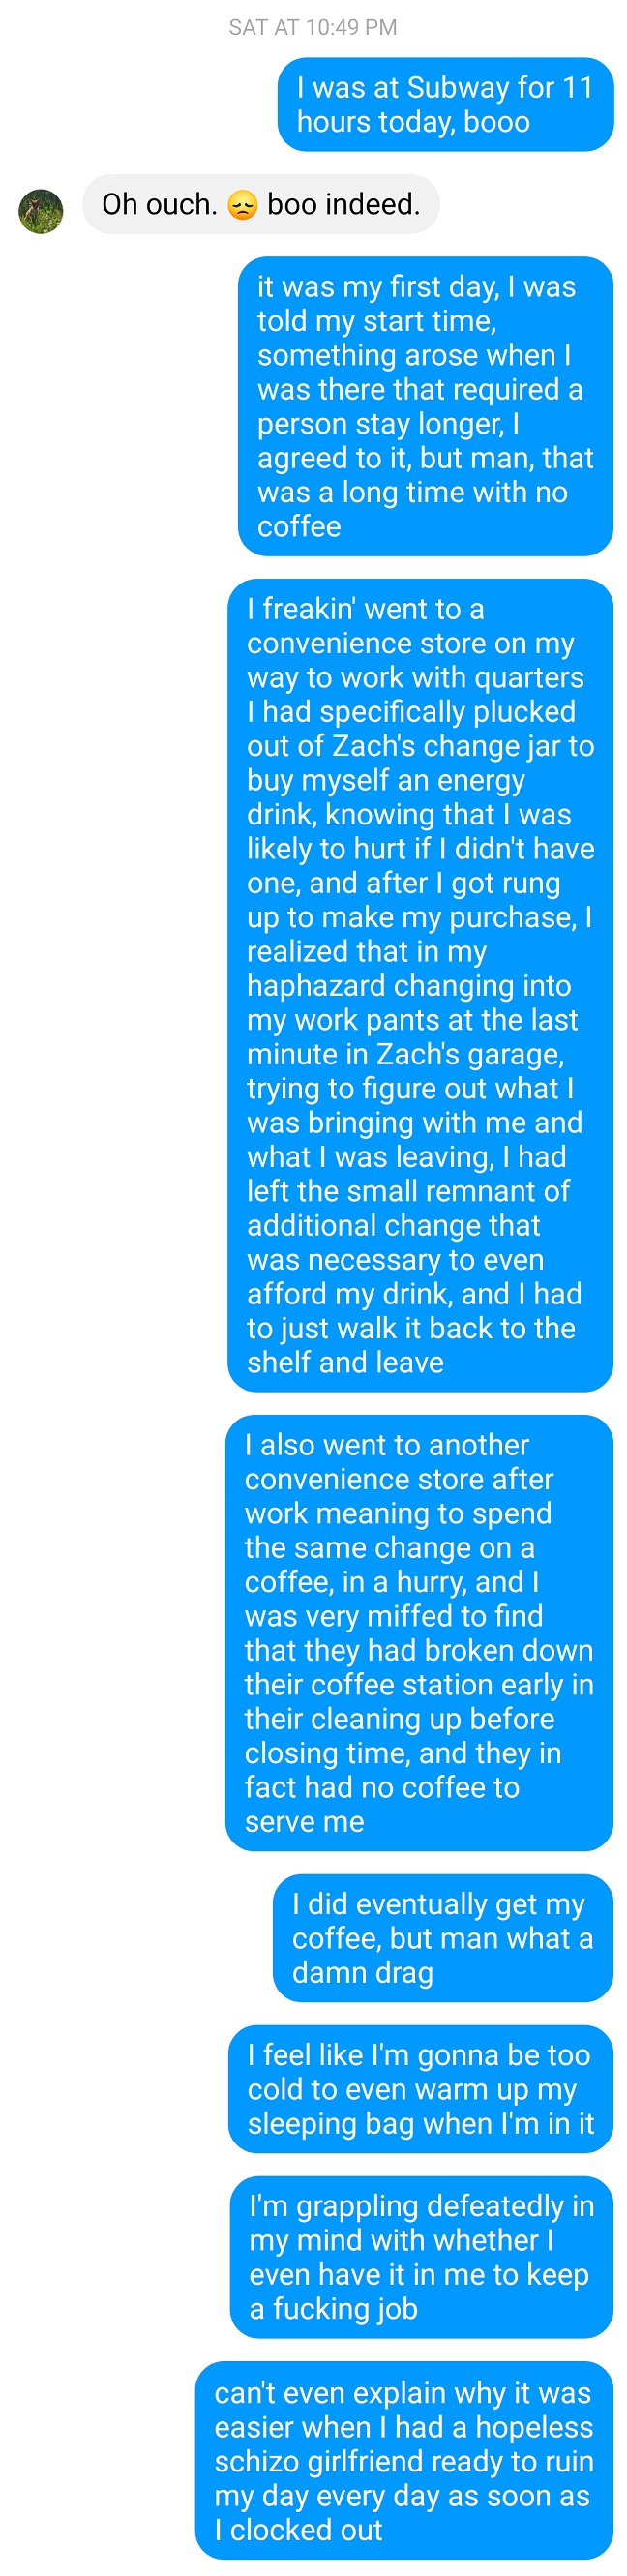 SAT AT 10:49 PM
I was at Subway for 11
hours today, booo
Oh ouch. 😞 boo indeed.
it was my first day, I was
told my start time,
something arose when I
was there that required a
person stay longer, I
agreed to it, but man, that
was a long time with no
coffee
I freakin' went to a
convenience store on my
way to work with quarters
I had specifically plucked
out of Zach's change jar to
buy myself an energy
drink, knowing that I was
likely to hurt if I didn't have
one, and after I got rung
up to make my purchase, I
realized that in my
haphazard changing into
my work pants at the last
minute in Zach's garage,
trying to figure out what I
was bringing with me and
what I was leaving, I had
left the small remnant of
additional change that
was necessary to even
afford my drink, and I had
to just walk it back to the
shelf and leave
I also went to another
convenience store after
work meaning to spend
the same change on a
coffee, in a hurry, and I
was very miffed to find
that they had broken down
their coffee station early in
their cleaning up before
closing time, and they in
fact had no coffee to
serve me
I did eventually get my
coffee, but man what a
damn drag
I feel like I'm gonna be too
cold to even warm up my
sleeping bag when I'm in it
I'm grappling defeatedly in
my mind with whether I
even have it in me to keep
a fucking job
can't even explain why it was
easier when I had a hopeless
schizo girlfriend ready to ruin
my day every day as soon as
I clocked out